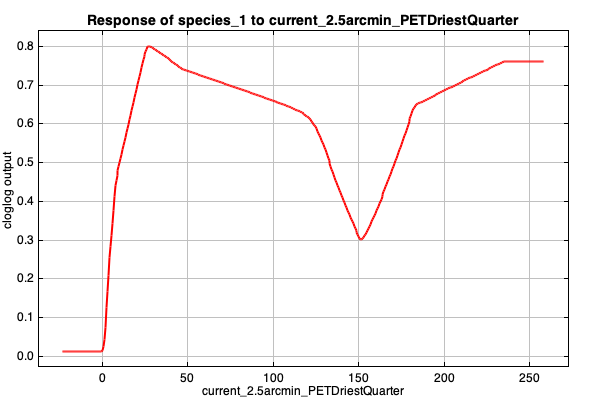 Response of species_1 to current_2.5arcmin_PETDriestQuarter
0.8
0.7
0.6
0.5
0.4
0.3
0.2
0.1
0.0
cloglog output
0 50 100 150 200 250
current_2.5arcmin_PETDriestQuarter